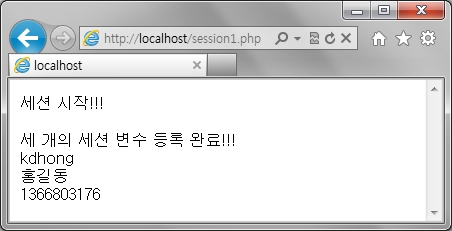 http://localhost/session1.php
localhost
세션 시작!!!
세 개의 세션 변수 등록 완료!!!
kdhong
홍길동
1366803176